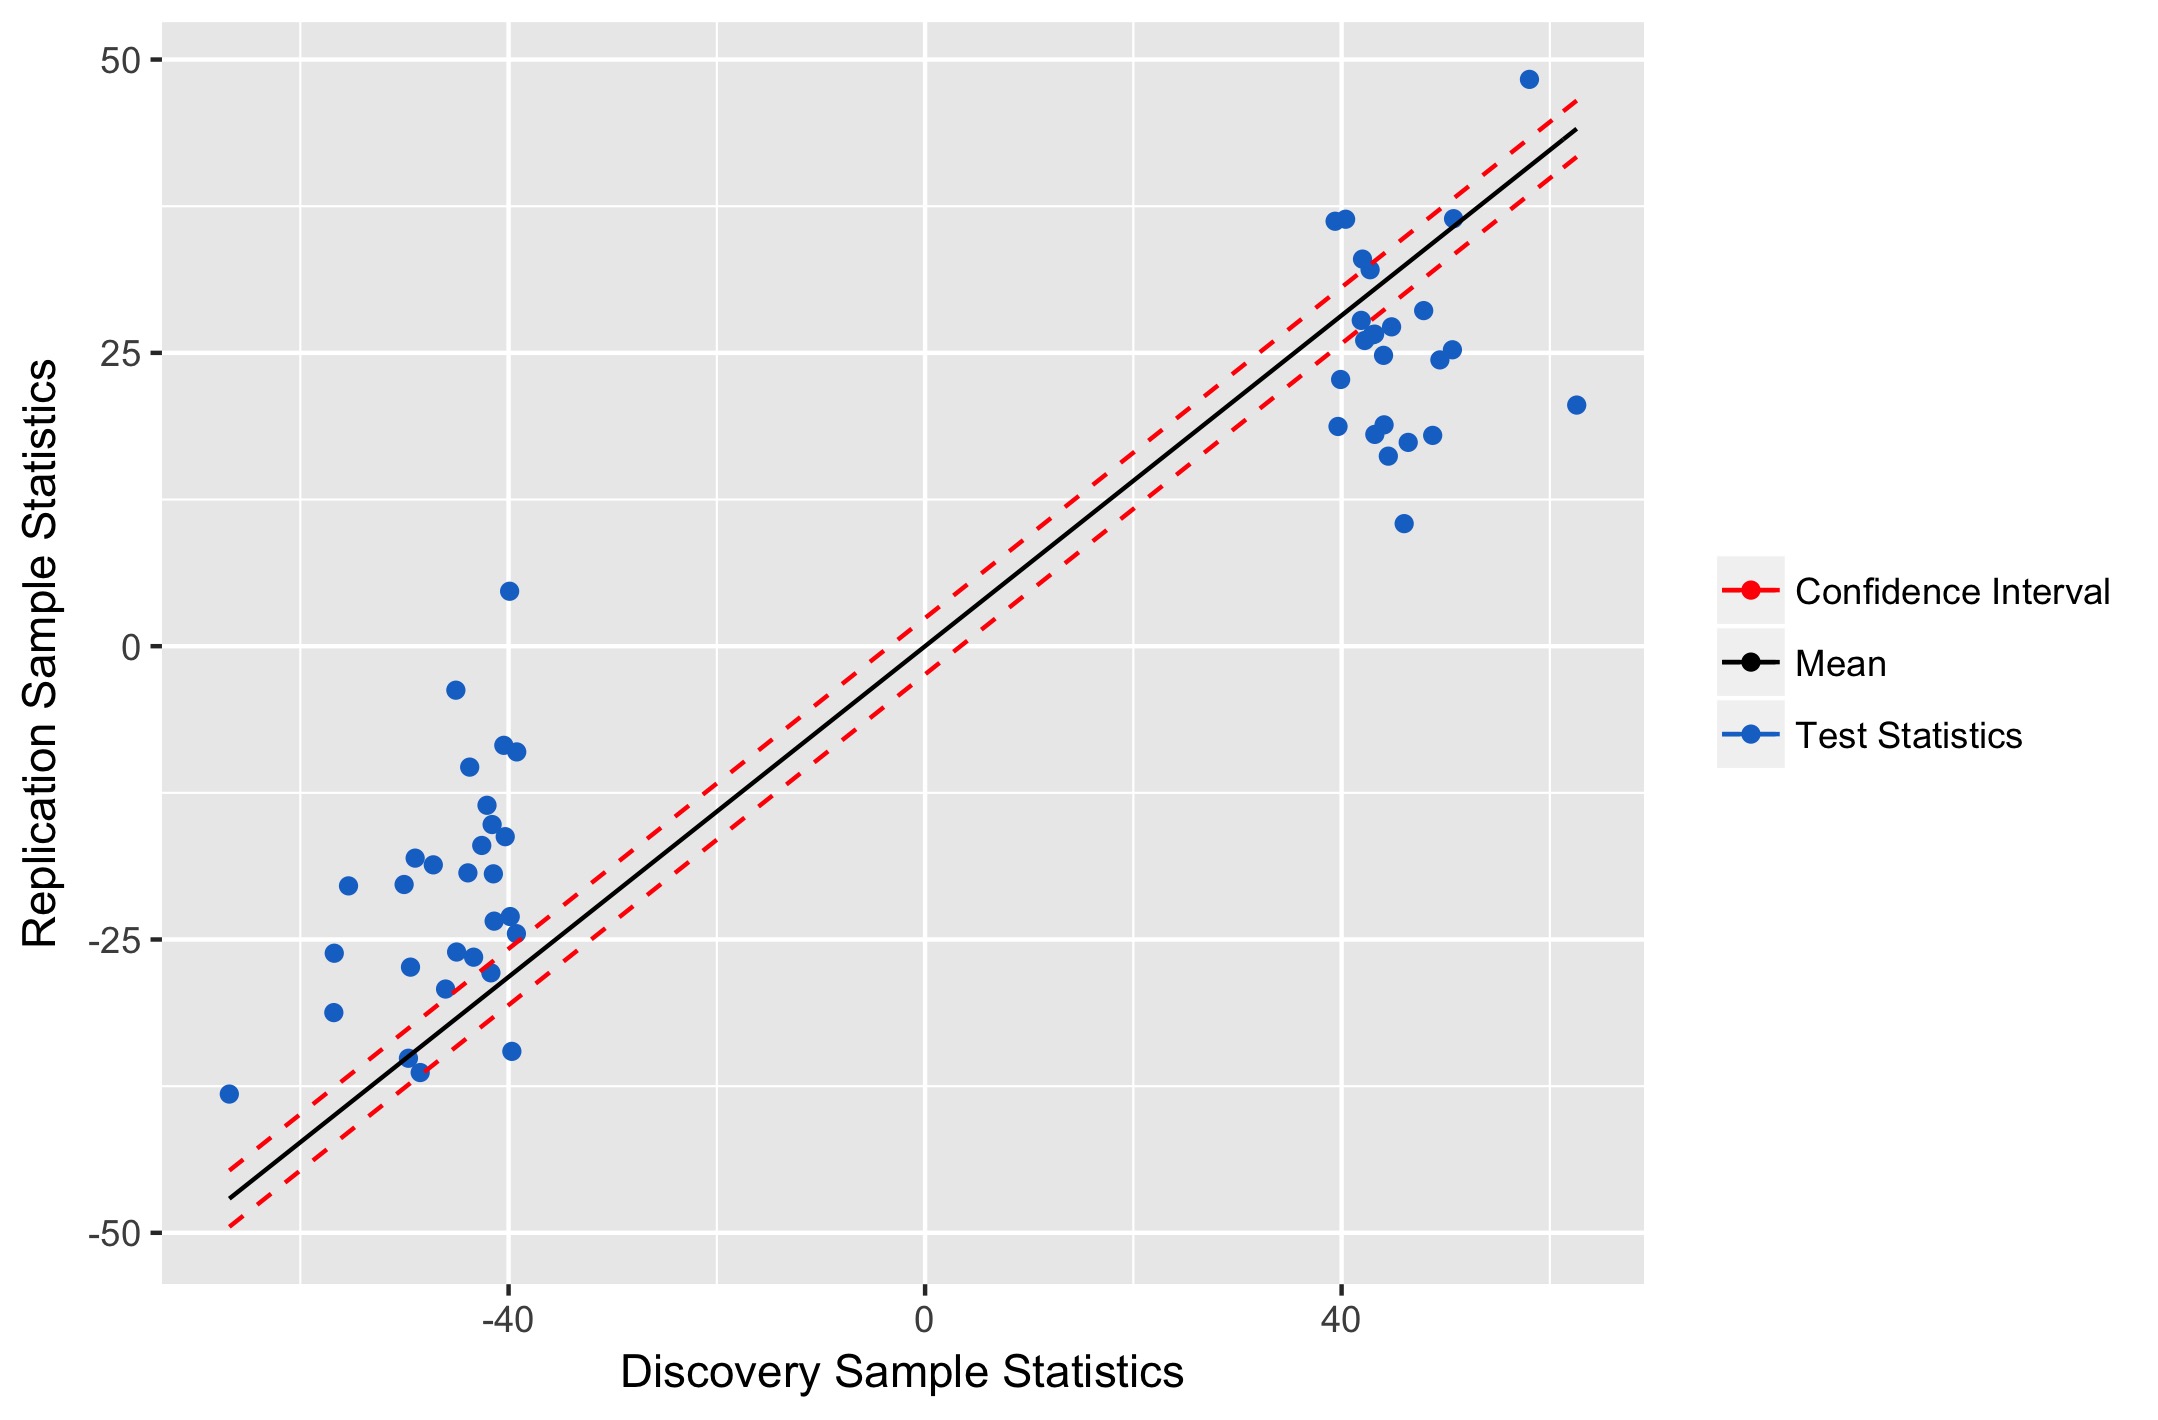 50
25
0
-25
-50
Replication Sample Statistics
-40
0
40
Discovery Sample Statistics
Confidence Interval
Mean
Test Statistics